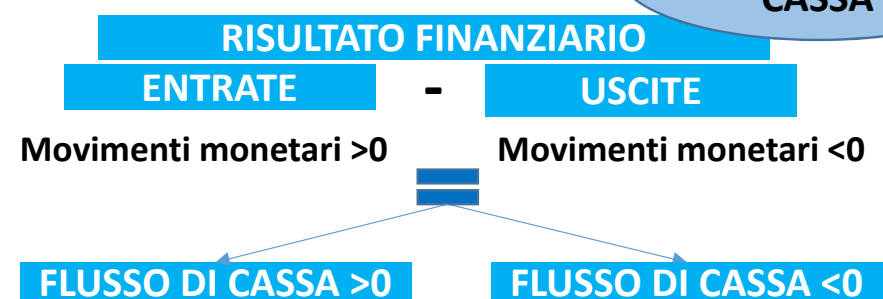 CASSA
RISULTATO FINANZIARIO
ENTRATE - USCITE
Movimenti monetari >0 Movimenti monetari <0
=
FLUSSO DI CASSA >0 FLUSSO DI CASSA <0